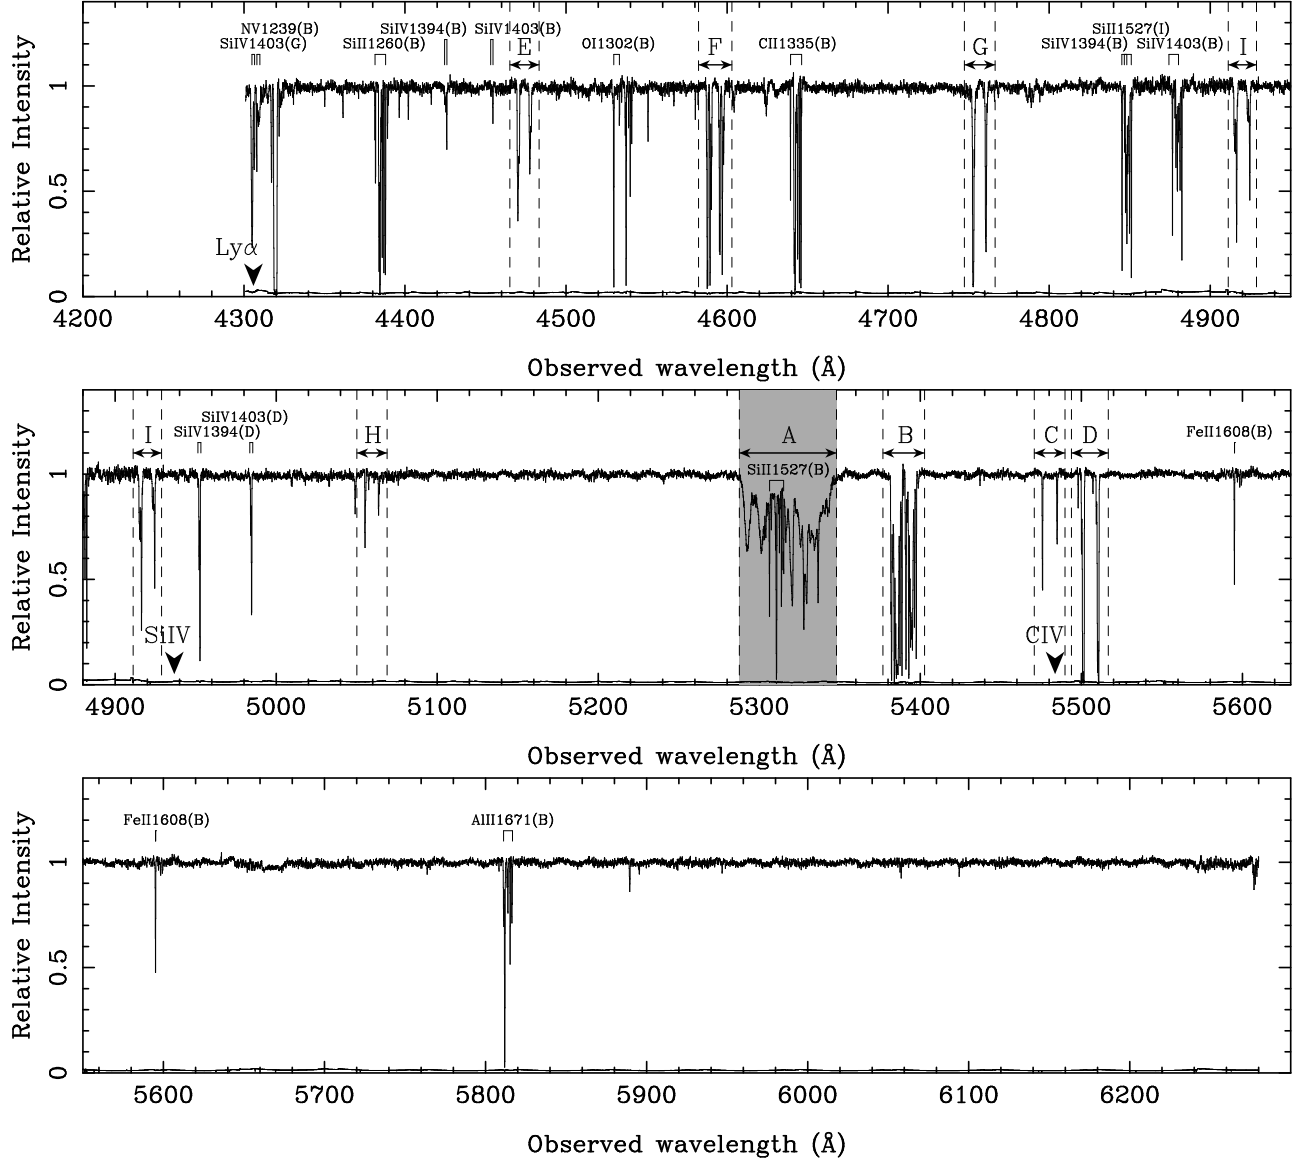 NV1239(B) SiIV1394(B) SiIV1403(B) SiII1527(I)
SiIV1403(G) SiII1260(B) E OI1302(B) F CII1335(B) G SiIV1394(B) SiIV1403(B) I
Relative Intensity
1
0.5
0
Lyα
4200 4300 4400 4500 4600 4700 4800 4900
Observed wavelength (Å)
SiIV1403(D)
I SiIV1394(D) H A B C D FeII1608(B)
SiII1527(B)
Relative Intensity
1
0.5
0
SiIV CIV
4900 5000 5100 5200 5300 5400 5500 5600
Observed wavelength (Å)
FeII1608(B) AlII1671(B)
Relative Intensity
1
0.5
0
5600 5700 5800 5900 6000 6100 6200
Observed wavelength (Å)